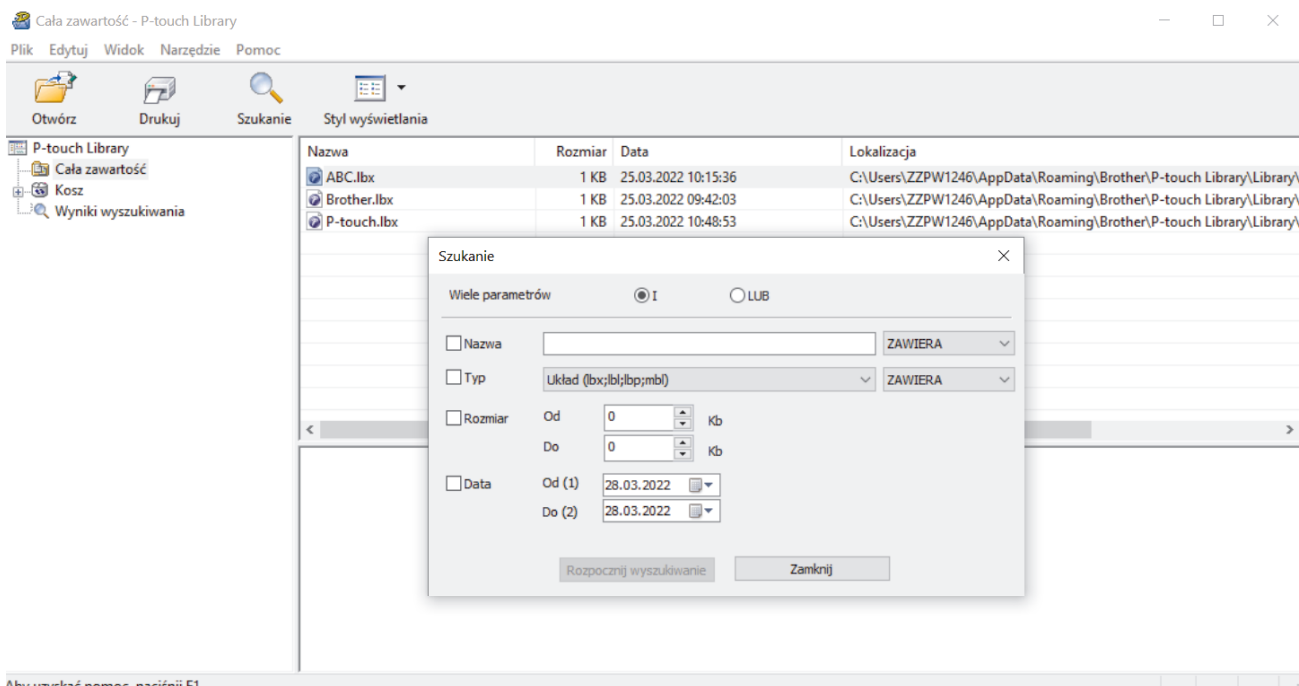 Cała zawartość - P-touch Library
Plik Edytuj Widok Narzędzie Pomoc
Otwórz Drukuj Szukanie Styl wyświetlania
P-touch Library
Cała zawartość
Kosz
Wyniki wyszukiwania
Nazwa Rozmiar Data Lokalizacja
ABC.lbx 1 KB 25.03.2022 10:15:36 C:\Users\ZZPW1246\AppData\Roaming\Brother\P-touch Library\Library\
Brother.lbx 1 KB 25.03.2022 09:42:03 C:\Users\ZZPW1246\AppData\Roaming\Brother\P-touch Library\Library\
P-touch.lbx 1 KB 25.03.2022 10:48:53 C:\Users\ZZPW1246\AppData\Roaming\Brother\P-touch Library\Library\
Szukanie
Wiele parametrów I LUB
Nazwa ZAWIERA
Typ Układ (lbx;lbl;lbp;mbl) ZAWIERA
Rozmiar Od 0 Kb
Do 0 Kb
Data Od (1) 28.03.2022
Do (2) 28.03.2022
Rozpocznij wyszukiwanie Zamknij
Aby uzyskać pomoc, naciśnij F1